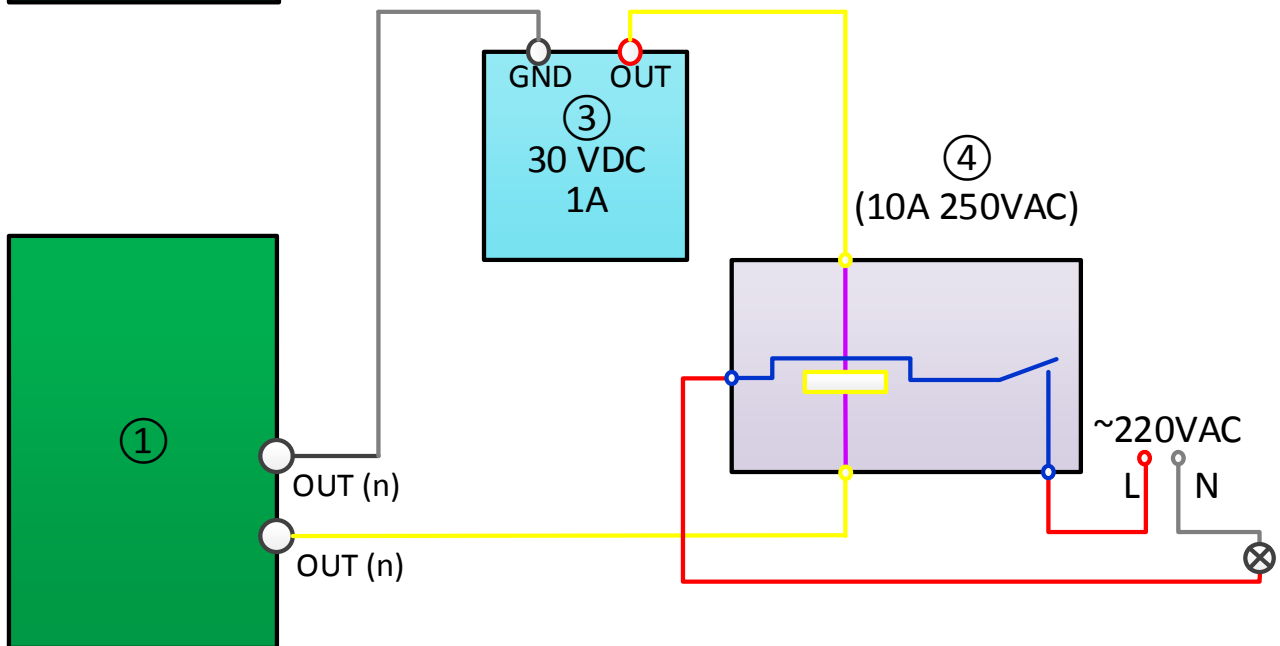 GND OUT
③
30 VDC
1A
④
(10A 250VAC)
①
OUT (n)
OUT (n)
~220VAC
L N